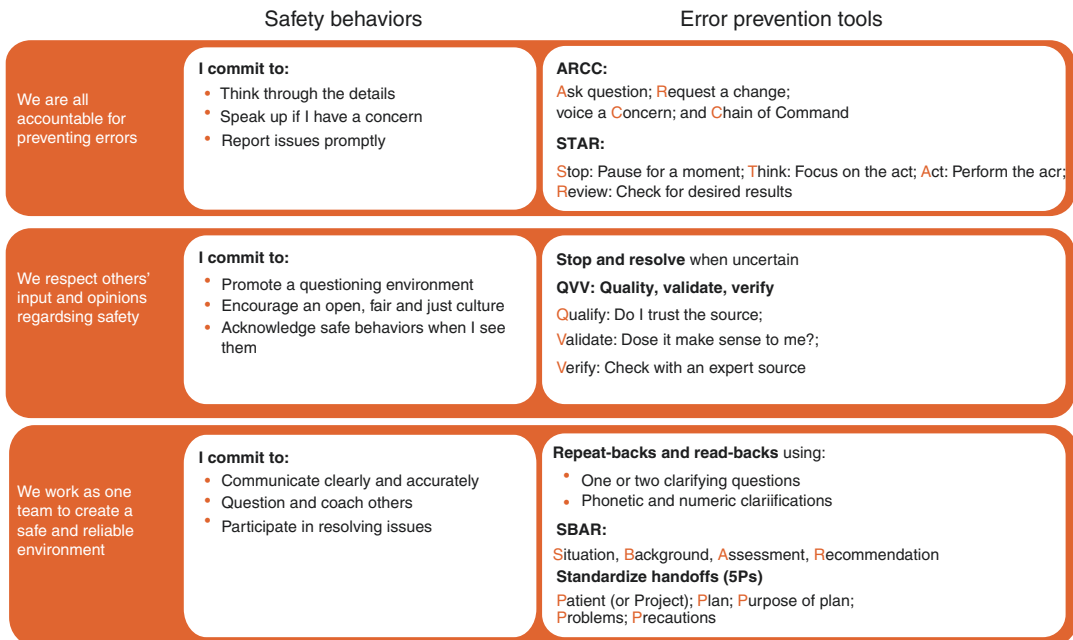 Safety behaviors
Error prevention tools
We are all
accountable for
preventing errors
I commit to:
• Think through the details
• Speak up if I have a concern
• Report issues promptly
ARCC:
Ask question; Request a change;
voice a Concern; and Chain of Command
STAR:
Stop: Pause for a moment; Think: Focus on the act; Act: Perform the acr;
Review: Check for desired results
We respect others'
input and opinions
regardsing safety
I commit to:
• Promote a questioning environment
• Encourage an open, fair and just culture
• Acknowledge safe behaviors when I see
them
Stop and resolve when uncertain
QVV: Quality, validate, verify
Qualify: Do I trust the source;
Validate: Dose it make sense to me?;
Verify: Check with an expert source
We work as one
team to create a
safe and reliable
environment
I commit to:
• Communicate clearly and accurately
• Question and coach others
• Participate in resolving issues
Repeat-backs and read-backs using:
• One or two clarifying questions
• Phonetic and numeric clariifications
SBAR:
Situation, Background, Assessment, Recommendation
Standardize handoffs (5Ps)
Patient (or Project); Plan; Purpose of plan;
Problems; Precautions